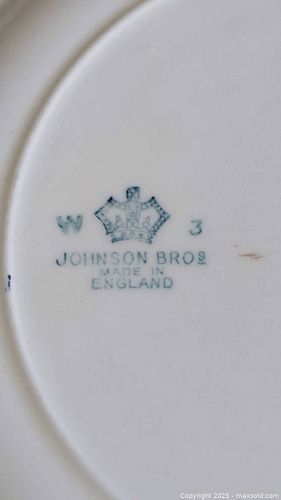 W 3
JOHNSON BROS
MADE IN
ENGLAND
Copyright 2025 - maxsold.com